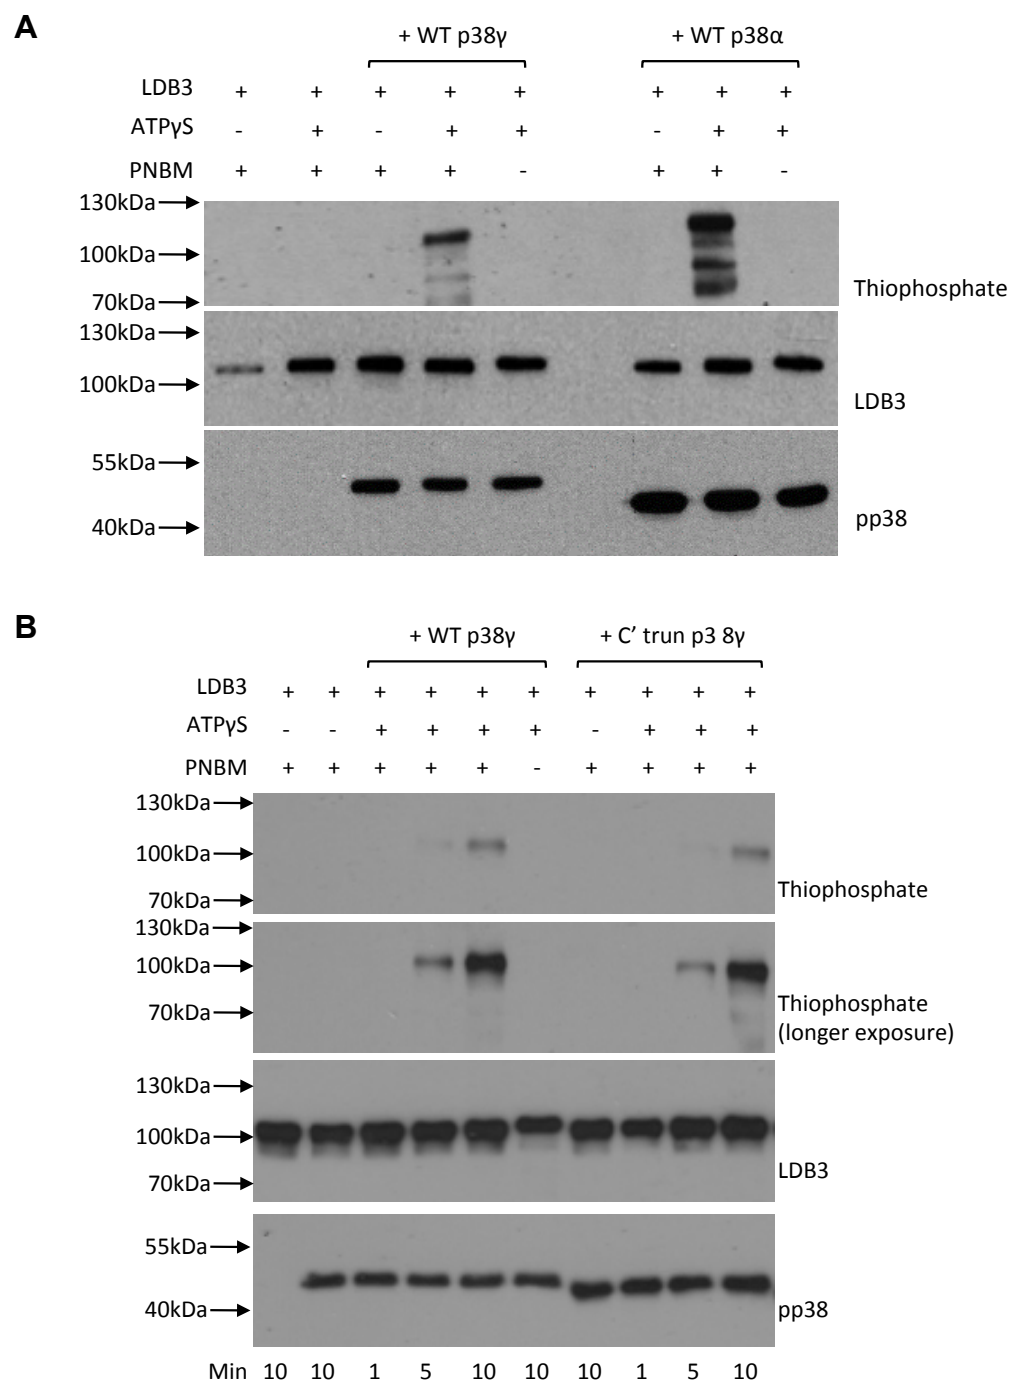 A
+ WT p38γ + WT p38α
LDB3 + + + + + + + +
ATPγS - + - + + - + +
PNBM + + + + - + + -
130kDa
100kDa
70kDa
Thiophosphate
130kDa
100kDa
LDB3
55kDa
40kDa
pp38
B
+ WT p38γ + C’ trun p3 8γ
LDB3 + + + + + + + + + +
ATPγS - - + + + + - + + +
PNBM + + + + + - + + + +
130kDa
100kDa
70kDa
Thiophosphate
130kDa
100kDa
70kDa
Thiophosphate
(longer exposure)
130kDa
100kDa
70kDa
LDB3
55kDa
40kDa
pp38
Min 10 10 1 5 10 10 10 1 5 10